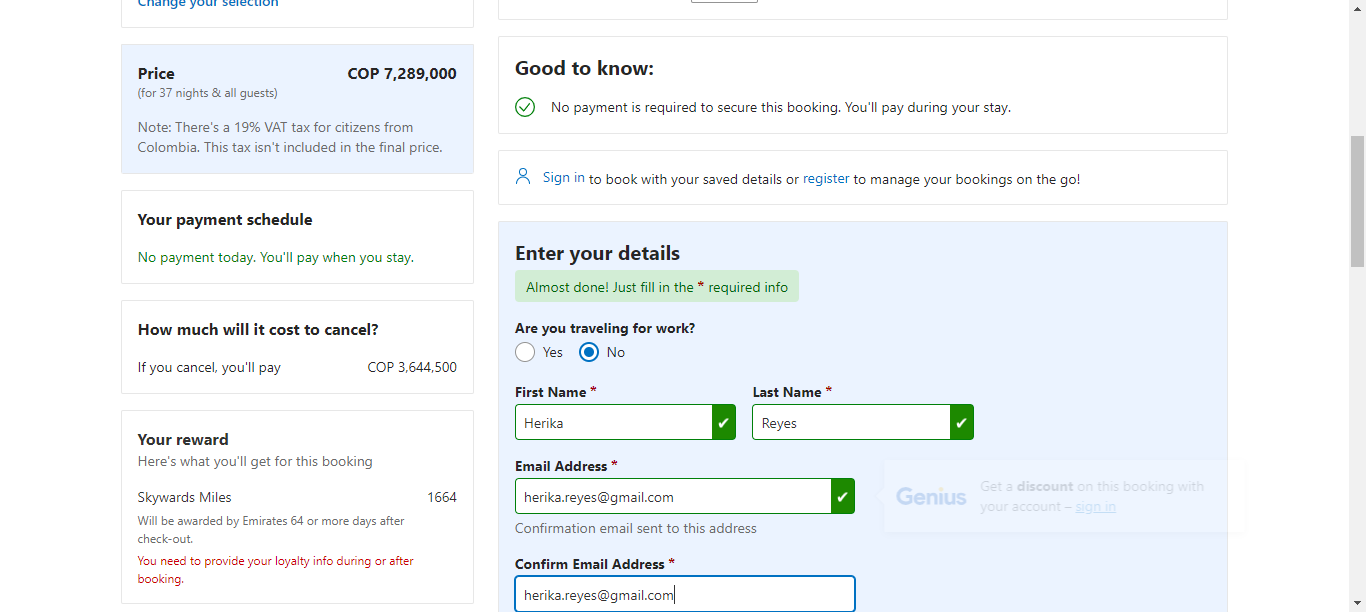 Change your selection
Price COP 7,289,000
(for 37 nights & all guests)
Note: There's a 19% VAT tax for citizens from
Colombia. This tax isn't included in the final price.
Your payment schedule
No payment today. You'll pay when you stay.
How much will it cost to cancel?
If you cancel, you'll pay COP 3,644,500
Your reward
Here's what you'll get for this booking
Skywards Miles 1664
Will be awarded by Emirates 64 or more days after
check-out.
You need to provide your loyalty info during or after
booking.
Good to know:
No payment is required to secure this booking. You'll pay during your stay.
Sign in to book with your saved details or register to manage your bookings on the go!
Enter your details
Almost done! Just fill in the * required info
Are you traveling for work?
Yes No
First Name * Last Name *
Herika Reyes
Email Address *
herika.reyes@gmail.com
Confirmation email sent to this address
Genius
Get a discount on this booking with
your account – sign in
Confirm Email Address *
herika.reyes@gmail.com